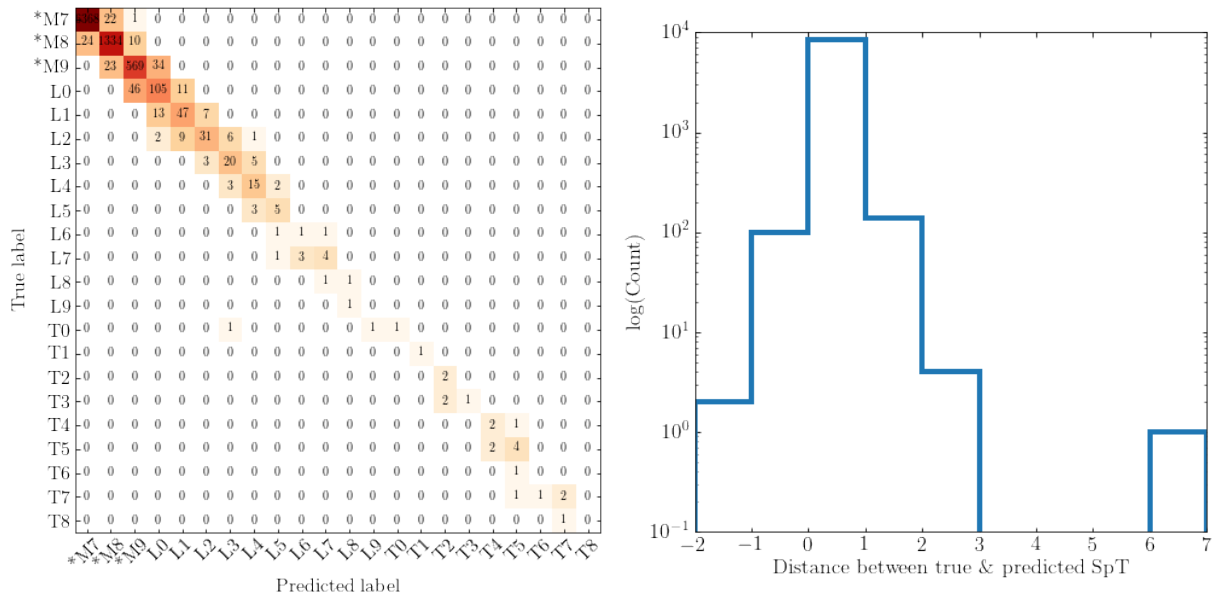 *M7 22 1 0 0 0 0 0 0 0 0 0 0 0 0 0 0 0 0 0 0 0
*M8 124 1334 10 0 0 0 0 0 0 0 0 0 0 0 0 0 0 0 0 0 0 0
*M9 0 23 569 34 0 0 0 0 0 0 0 0 0 0 0 0 0 0 0 0 0 0
L0 0 0 46 105 11 0 0 0 0 0 0 0 0 0 0 0 0 0 0 0 0 0
L1 0 0 0 13 47 7 0 0 0 0 0 0 0 0 0 0 0 0 0 0 0 0
L2 0 0 0 2 9 31 6 1 0 0 0 0 0 0 0 0 0 0 0 0 0 0
L3 0 0 0 0 0 3 20 5 0 0 0 0 0 0 0 0 0 0 0 0 0 0
L4 0 0 0 0 0 0 3 15 2 0 0 0 0 0 0 0 0 0 0 0 0 0
L5 0 0 0 0 0 0 0 3 5 0 0 0 0 0 0 0 0 0 0 0 0 0
L6 0 0 0 0 0 0 0 0 1 1 1 0 0 0 0 0 0 0 0 0 0 0
L7 0 0 0 0 0 0 0 0 1 3 4 0 0 0 0 0 0 0 0 0 0 0
L8 0 0 0 0 0 0 0 0 0 0 1 1 0 0 0 0 0 0 0 0 0 0
L9 0 0 0 0 0 0 0 0 0 0 0 1 0 0 0 0 0 0 0 0 0 0
T0 0 0 0 0 0 0 1 0 0 0 0 0 1 1 0 0 0 0 0 0 0 0
T1 0 0 0 0 0 0 0 0 0 0 0 0 0 0 1 0 0 0 0 0 0 0
T2 0 0 0 0 0 0 0 0 0 0 0 0 0 0 0 2 0 0 0 0 0 0
T3 0 0 0 0 0 0 0 0 0 0 0 0 0 0 0 2 1 0 0 0 0 0
T4 0 0 0 0 0 0 0 0 0 0 0 0 0 0 0 0 0 2 1 0 0 0
T5 0 0 0 0 0 0 0 0 0 0 0 0 0 0 0 0 0 2 4 0 0 0
T6 0 0 0 0 0 0 0 0 0 0 0 0 0 0 0 0 0 0 1 0 0 0
T7 0 0 0 0 0 0 0 0 0 0 0 0 0 0 0 0 0 0 1 1 2 0
T8 0 0 0 0 0 0 0 0 0 0 0 0 0 0 0 0 0 0 0 0 1 0
*M7 *M8 *M9 L0 L1 L2 L3 L4 L5 L6 L7 L8 L9 T0 T1 T2 T3 T4 T5 T6 T7 T8
Predicted label
True label
10⁴
10³
10²
10¹
10⁰
10⁻¹
log(Count)
−2 −1 0 1 2 3 4 5 6 7
Distance between true & predicted SpT